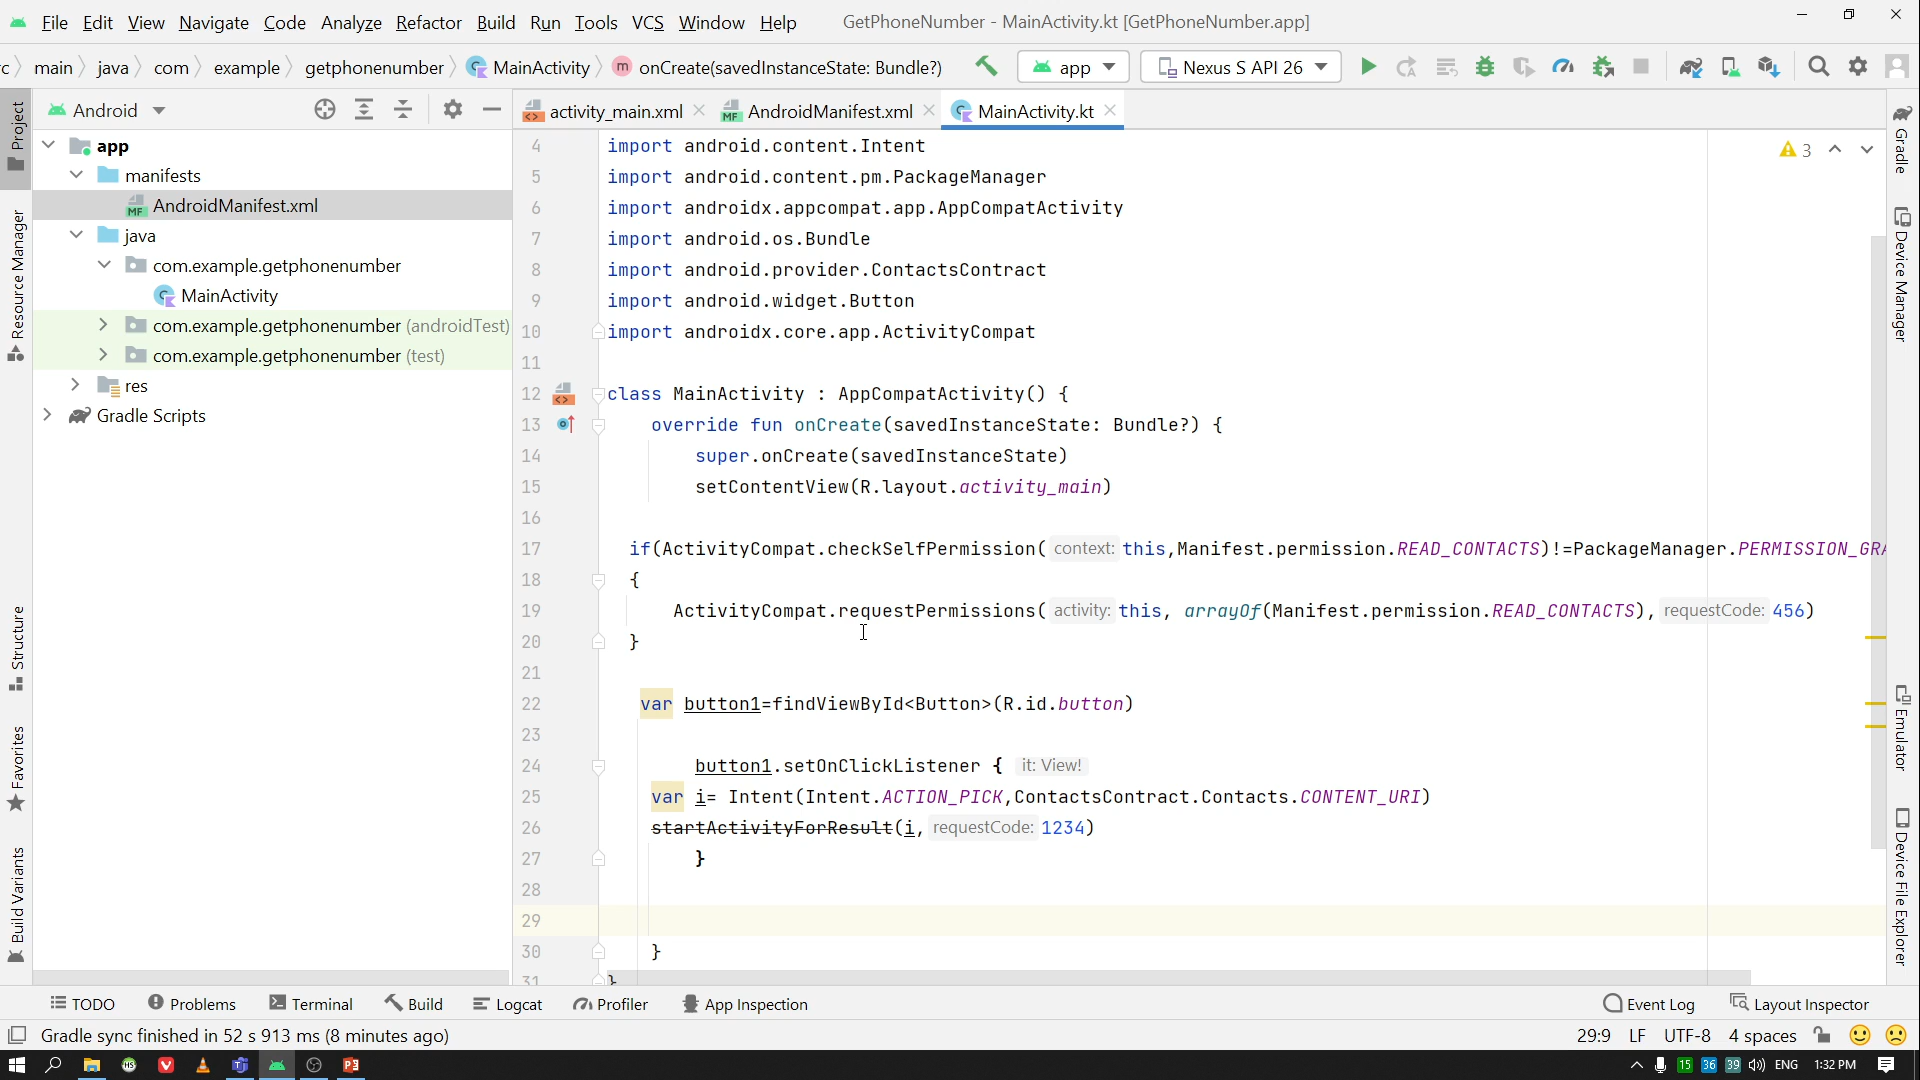 File Edit View Navigate Code Analyze Refactor Build Run Tools VCS Window Help GetPhoneNumber - MainActivity.kt [GetPhoneNumber.app]
main java com example getphonenumber MainActivity onCreate(savedInstanceState: Bundle?) app Nexus S API 26
Android
activity_main.xml AndroidManifest.xml MainActivity.kt
app
manifests
AndroidManifest.xml
java
com.example.getphonenumber
MainActivity
com.example.getphonenumber (androidTest)
com.example.getphonenumber (test)
res
Gradle Scripts
Project
Resource Manager
Structure
Favorites
Build Variants
3
4 import android.content.Intent
5 import android.content.pm.PackageManager
6 import androidx.appcompat.app.AppCompatActivity
7 import android.os.Bundle
8 import android.provider.ContactsContract
9 import android.widget.Button
10 import androidx.core.app.ActivityCompat
11
12 class MainActivity : AppCompatActivity() {
13 override fun onCreate(savedInstanceState: Bundle?) {
14 super.onCreate(savedInstanceState)
15 setContentView(R.layout.activity_main)
16
17 if(ActivityCompat.checkSelfPermission( context: this,Manifest.permission.READ_CONTACTS)!=PackageManager.PERMISSION_GRA
18 {
19 ActivityCompat.requestPermissions( activity: this, arrayOf(Manifest.permission.READ_CONTACTS), requestCode: 456)
20 }
21
22 var button1=findViewById<Button>(R.id.button)
23
24 button1.setOnClickListener { it: View!
25 var i= Intent(Intent.ACTION_PICK,ContactsContract.Contacts.CONTENT_URI)
26 startActivityForResult(i, requestCode: 1234)
27 }
28
29
30 }
31 }
Gradle
Device Manager
Emulator
Device File Explorer
TODO Problems Terminal Build Logcat Profiler App Inspection Event Log Layout Inspector
Gradle sync finished in 52 s 913 ms (8 minutes ago) 29:9 LF UTF-8 4 spaces
15 36 39 ENG 1:32 PM